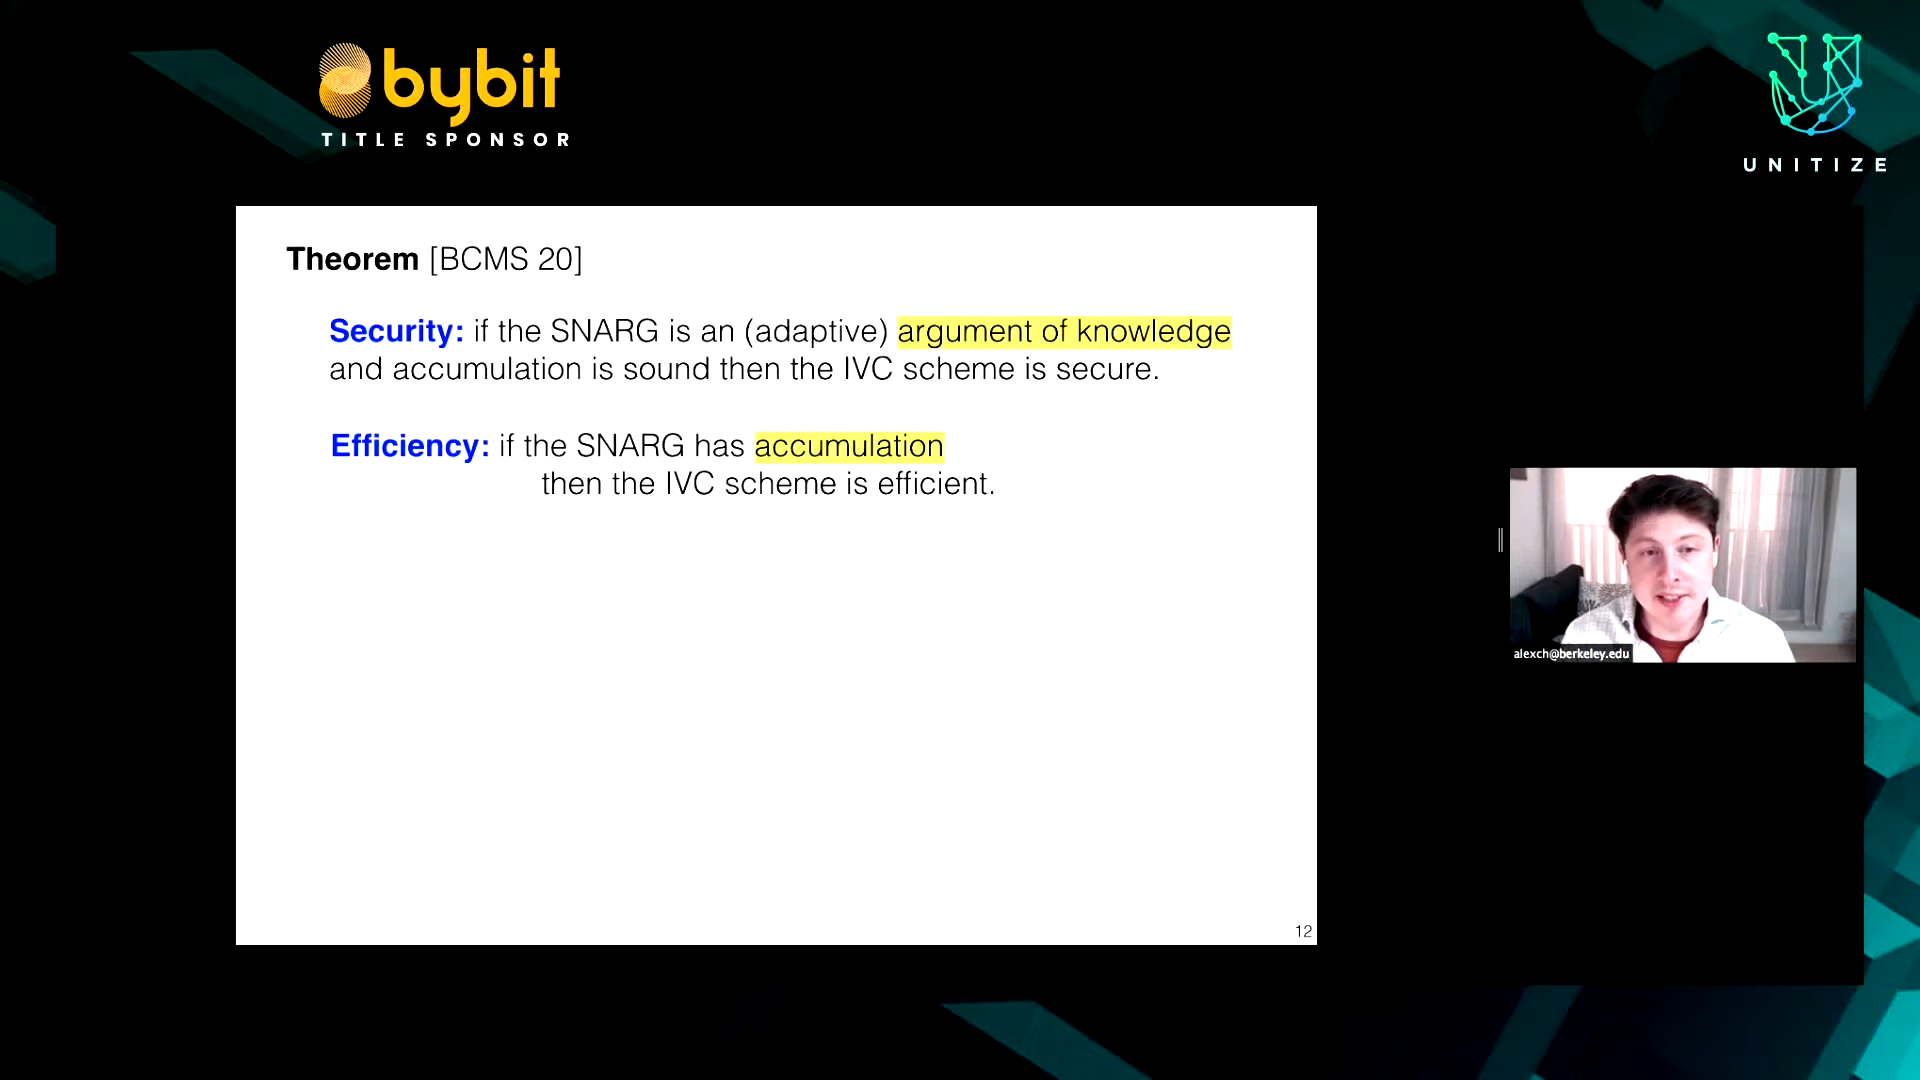 bybit
TITLE SPONSOR
UNITIZE
Theorem [BCMS 20]
Security: if the SNARG is an (adaptive) argument of knowledge
and accumulation is sound then the IVC scheme is secure.
Efficiency: if the SNARG has accumulation
then the IVC scheme is efficient.
12
alexch@berkeley.edu